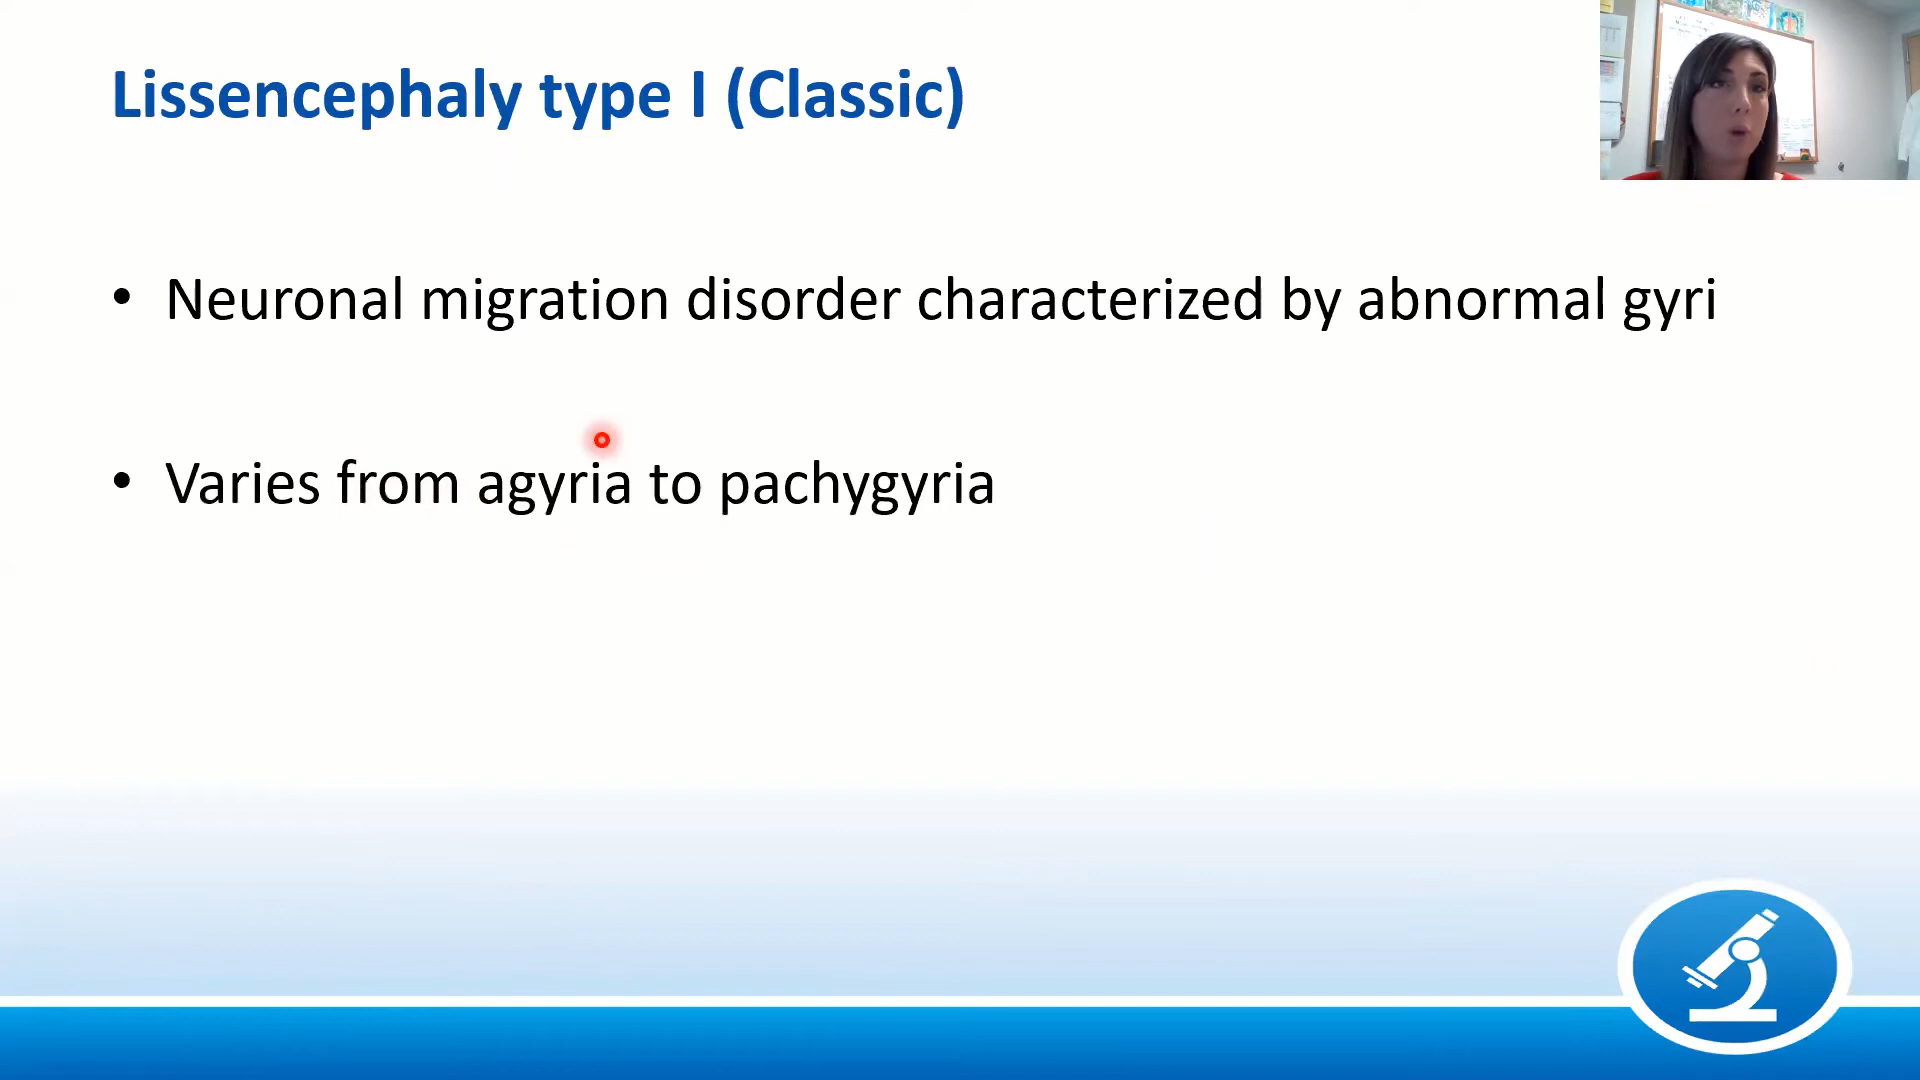 Lissencephaly type I (Classic)
• Neuronal migration disorder characterized by abnormal gyri
• Varies from agyria to pachygyria